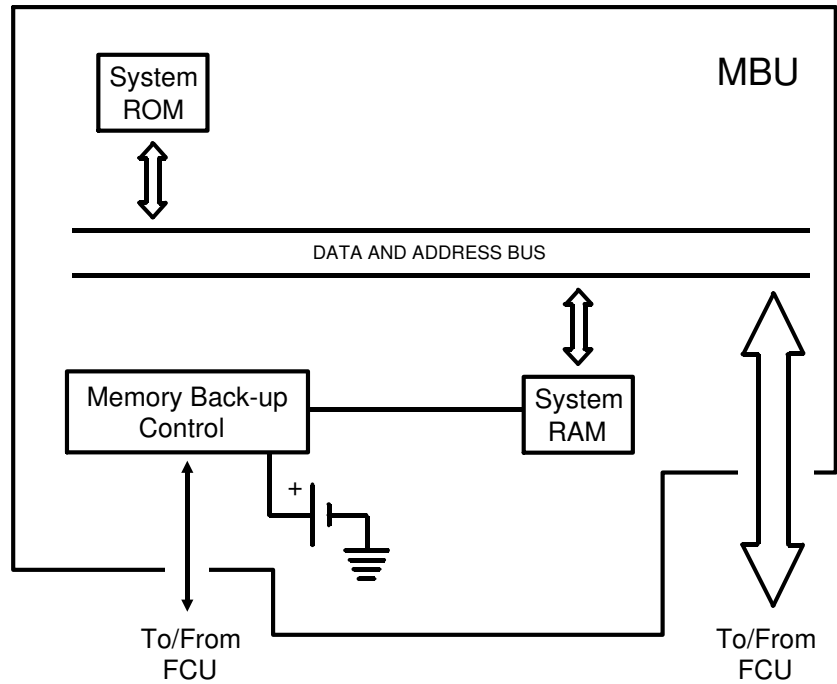 System
ROM
MBU
DATA AND ADDRESS BUS
Memory Back-up
Control
System
RAM
+
To/From
FCU
To/From
FCU